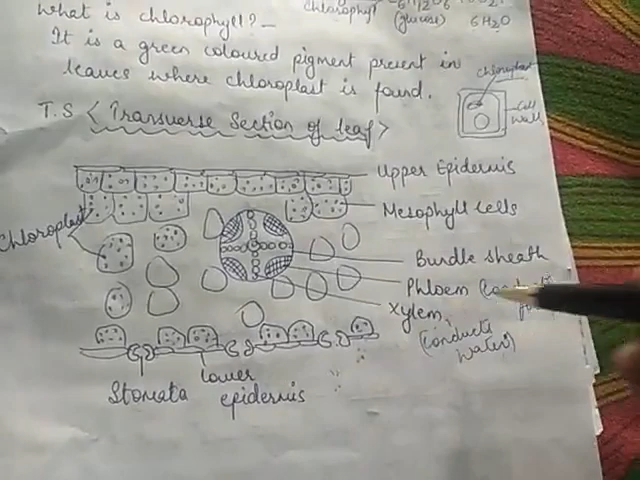 Chlorophyll
(glucose) 6H2O
What is chlorophyll?-
It is a green coloured pigment present in
leaves where chloroplast is found.
chloroplast
Cell
wall
T.S < Transverse Section of leaf >
Upper Epidermis
Mesophyll cells
Chloroplast
Bundle sheath
Phloem
Xylem
(conducts
water)
Stomata
lower
epidermis